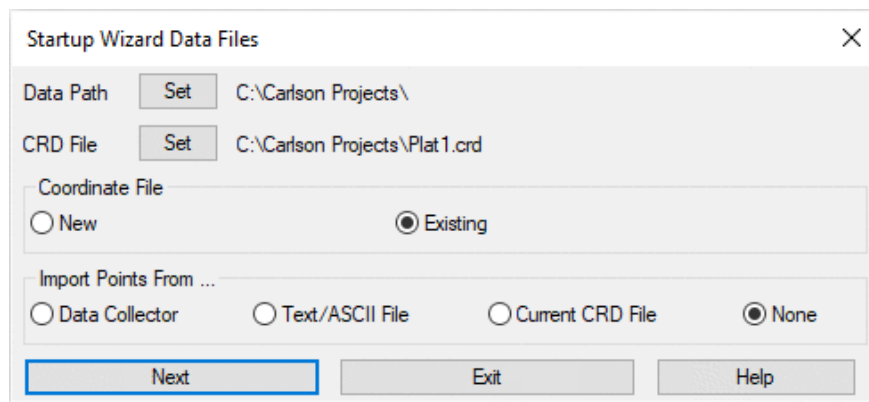 Startup Wizard Data Files
Data Path Set C:\Carlson Projects\
CRD File Set C:\Carlson Projects\Plat1.crd
Coordinate File
New Existing
Import Points From ...
Data Collector Text/ASCII File Current CRD File None
Next Exit Help